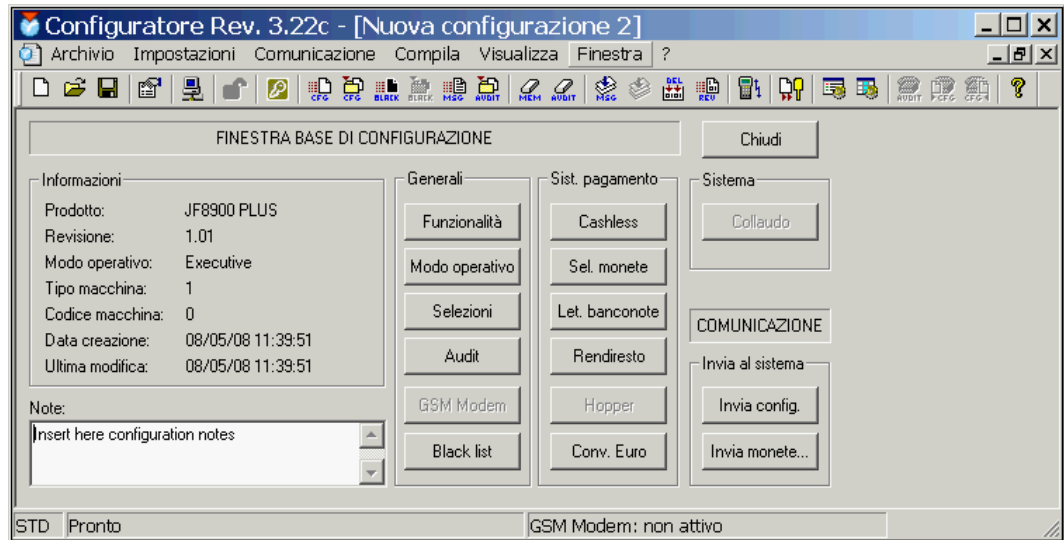 Configuratore Rev. 3.22c - [Nuova configurazione 2]
Archivio Impostazioni Comunicazione Compila Visualizza Finestra ?
CFG CFG BLACK BLACK MSG AUDIT MEM AUDIT MSG DEL REV AUDIT CFG CFG
FINESTRA BASE DI CONFIGURAZIONE
Chiudi
Informazioni
Prodotto: JF8900 PLUS
Revisione: 1.01
Modo operativo: Executive
Tipo macchina: 1
Codice macchina: 0
Data creazione: 08/05/08 11:39:51
Ultima modifica: 08/05/08 11:39:51
Note:
Insert here configuration notes
Generali
Funzionalità
Modo operativo
Selezioni
Audit
GSM Modem
Black list
Sist. pagamento
Cashless
Sel. monete
Let. banconote
Rendiresto
Hopper
Conv. Euro
Sistema
Collaudo
COMUNICAZIONE
Invia al sistema
Invia config.
Invia monete...
STD Pronto GSM Modem: non attivo